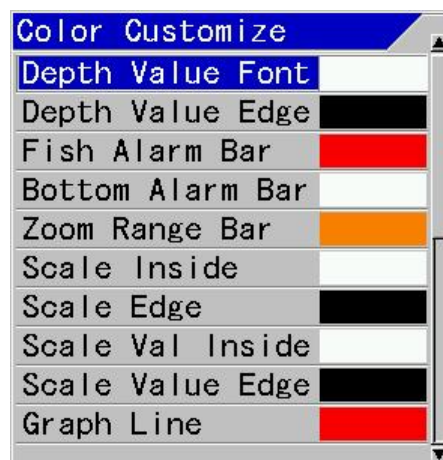 Color Customize
Depth Value Font
Depth Value Edge
Fish Alarm Bar
Bottom Alarm Bar
Zoom Range Bar
Scale Inside
Scale Edge
Scale Val Inside
Scale Value Edge
Graph Line